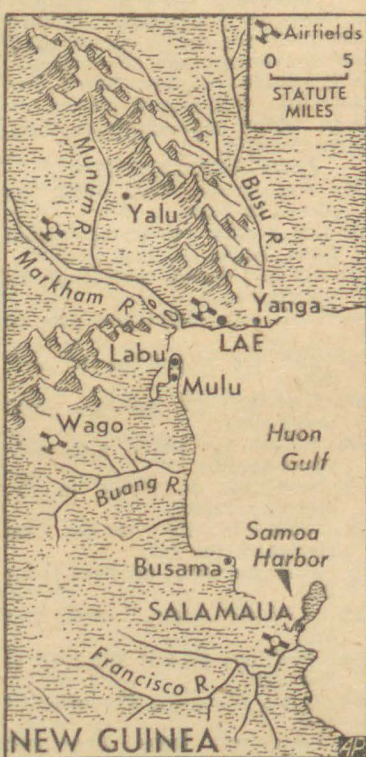 Airfields
0 5
STATUTE
MILES
Munum R.
Busu R.
Yalu
Markham R.
Yanga
LAE
Labu
Mulu
Wago
Huon
Gulf
Buang R.
Samoa
Harbor
Busama
SALAMAUA
Francisco R.
NEW GUINEA
AP